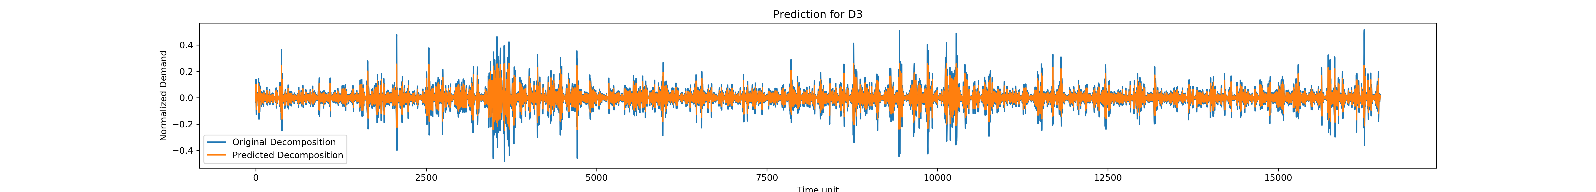 Prediction for D3
Normalized Demand
0.4
0.2
0.0
−0.2
−0.4
Original Decomposition
Predicted Decomposition
0 2500 5000 7500 10000 12500 15000
Time unit